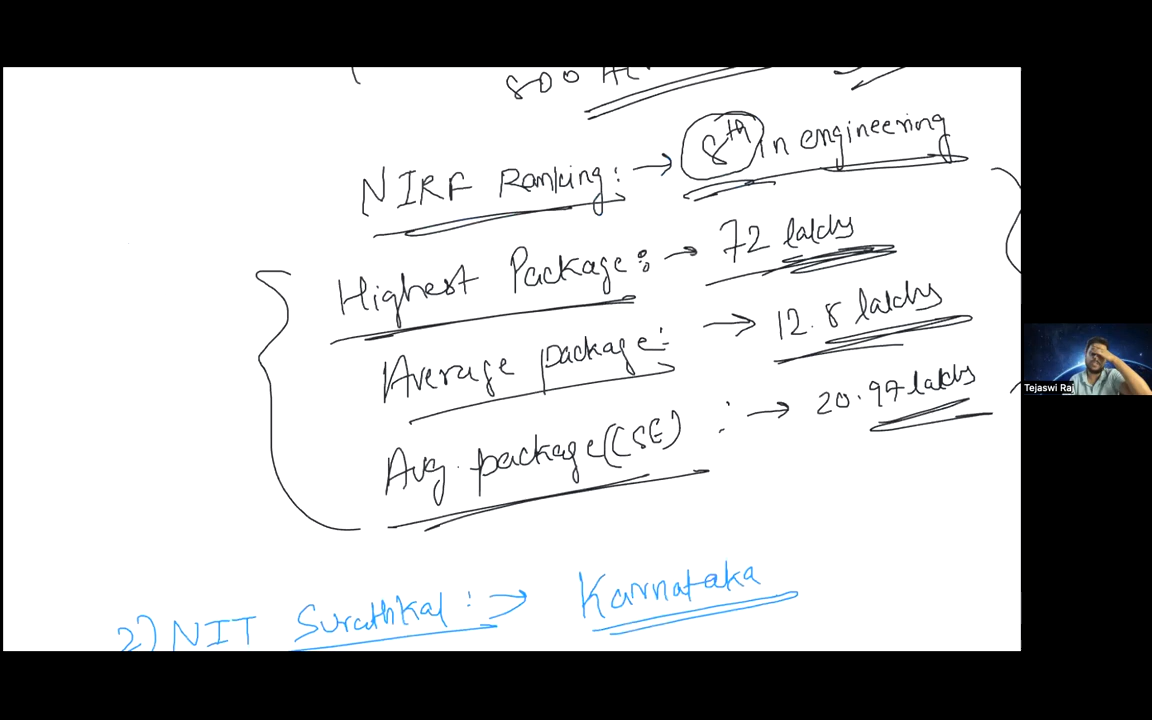 800
NIRF Ranking: → 8th in engineering
Highest Package: → 72 lakhs
Average package: → 12.8 lakhs
Avg. package(CSE) : → 20.97 lakhs
2) NIT Surathkal : → Karnataka
Tejaswi Raj